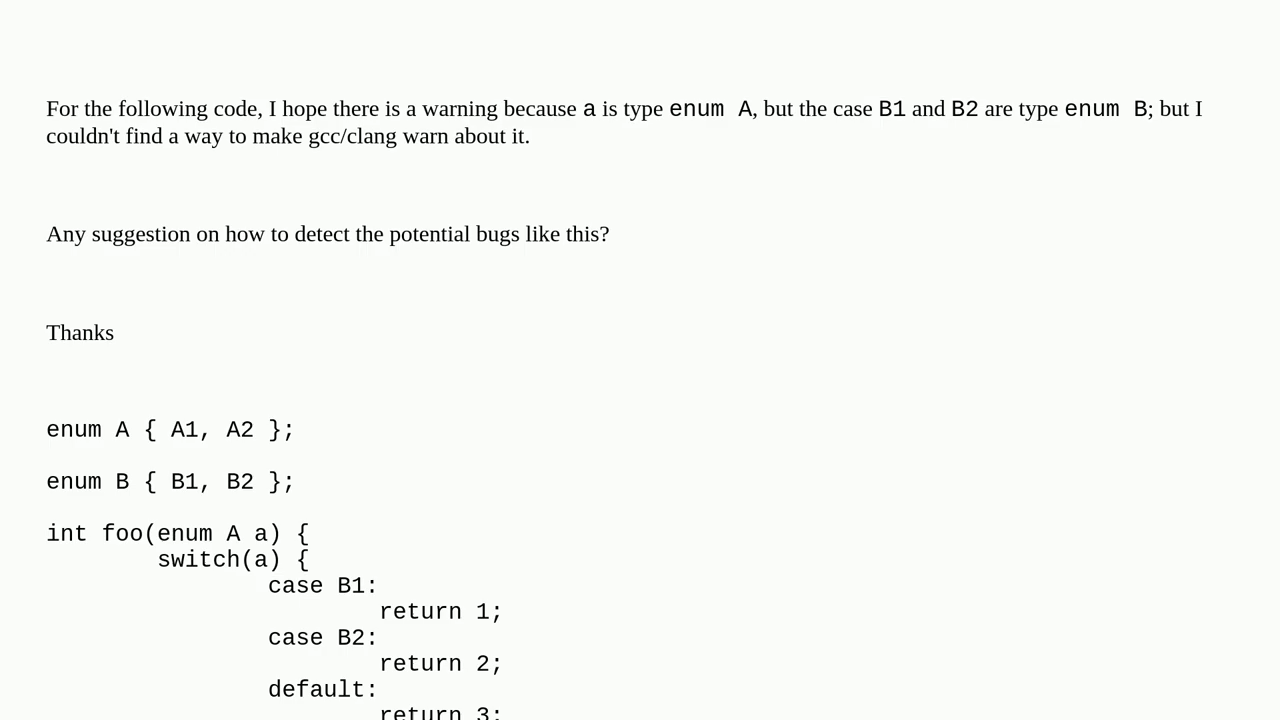 For the following code, I hope there is a warning because a is type enum A, but the case B1 and B2 are type enum B; but I
couldn't find a way to make gcc/clang warn about it.
Any suggestion on how to detect the potential bugs like this?
Thanks
enum A { A1, A2 };
enum B { B1, B2 };
int foo(enum A a) {
        switch(a) {
                case B1:
                        return 1;
                case B2:
                        return 2;
                default:
                        return 3;